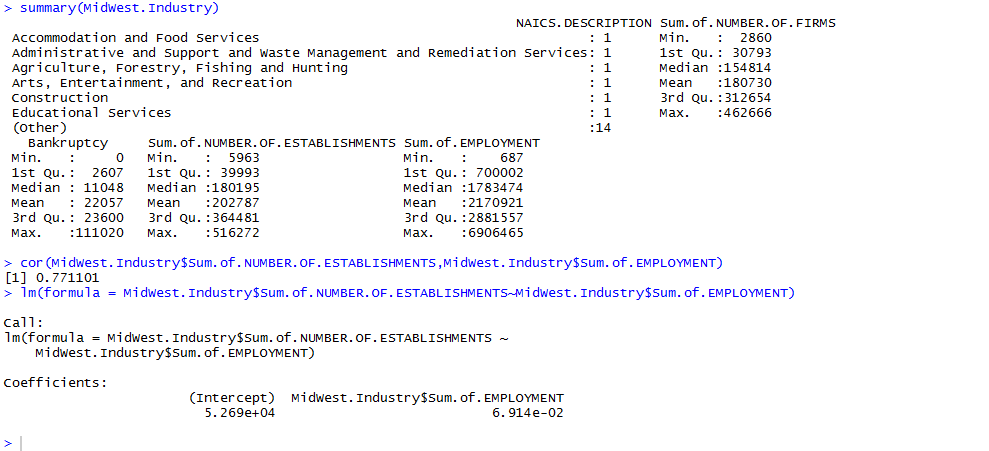 > summary(Midwest.Industry)
NAICS.DESCRIPTION Sum.of.NUMBER.OF.FIRMS
Accommodation and Food Services : 1 Min. : 2860
Administrative and Support and Waste Management and Remediation Services: 1 1st Qu.: 30793
Agriculture, Forestry, Fishing and Hunting : 1 Median :154814
Arts, Entertainment, and Recreation : 1 Mean :180730
Construction : 1 3rd Qu.:312654
Educational Services : 1 Max. :462666
(Other) :14
Bankruptcy Sum.of.NUMBER.OF.ESTABLISHMENTS Sum.of.EMPLOYMENT
Min. : 0 Min. : 5963 Min. : 687
1st Qu.: 2607 1st Qu.: 39993 1st Qu.: 700002
Median : 11048 Median :180195 Median :1783474
Mean : 22057 Mean :202787 Mean :2170921
3rd Qu.: 23600 3rd Qu.:364481 3rd Qu.:2881557
Max. :111020 Max. :516272 Max. :6906465
> cor(Midwest.Industry$Sum.of.NUMBER.OF.ESTABLISHMENTS,Midwest.Industry$Sum.of.EMPLOYMENT)
[1] 0.771101
> lm(formula = Midwest.Industry$Sum.of.NUMBER.OF.ESTABLISHMENTS~Midwest.Industry$Sum.of.EMPLOYMENT)
Call:
lm(formula = Midwest.Industry$Sum.of.NUMBER.OF.ESTABLISHMENTS ~
Midwest.Industry$Sum.of.EMPLOYMENT)
Coefficients:
(Intercept) Midwest.Industry$Sum.of.EMPLOYMENT
5.269e+04 6.914e-02
>